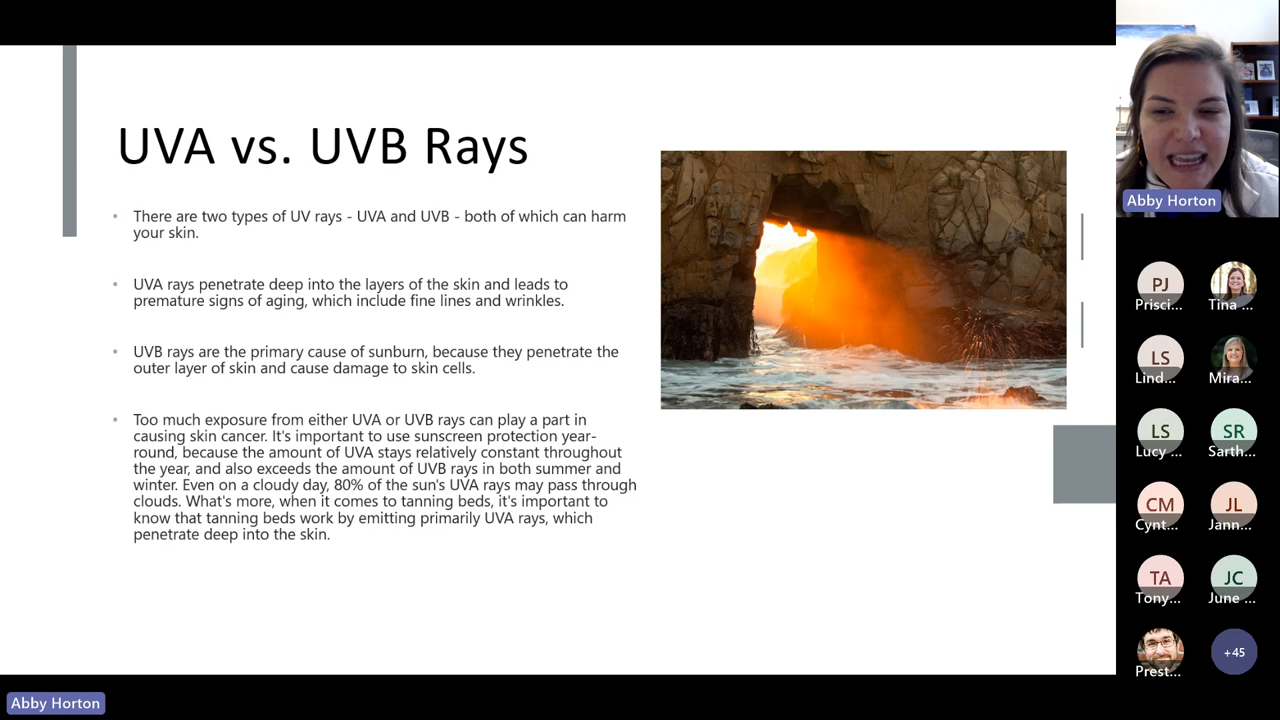 UVA vs. UVB Rays
There are two types of UV rays - UVA and UVB - both of which can harm
your skin.
UVA rays penetrate deep into the layers of the skin and leads to
premature signs of aging, which include fine lines and wrinkles.
UVB rays are the primary cause of sunburn, because they penetrate the
outer layer of skin and cause damage to skin cells.
Too much exposure from either UVA or UVB rays can play a part in
causing skin cancer. It's important to use sunscreen protection year-
round, because the amount of UVA stays relatively constant throughout
the year, and also exceeds the amount of UVB rays in both summer and
winter. Even on a cloudy day, 80% of the sun's UVA rays may pass through
clouds. What's more, when it comes to tanning beds, it's important to
know that tanning beds work by emitting primarily UVA rays, which
penetrate deep into the skin.
Abby Horton
PJ
Prisci...
Tina ...
LS
Lind...
Mira...
LS
Lucy ...
SR
Sarth...
CM
Cynt...
JL
Jann...
TA
Tony...
JC
June ...
Prest...
+45
Abby Horton